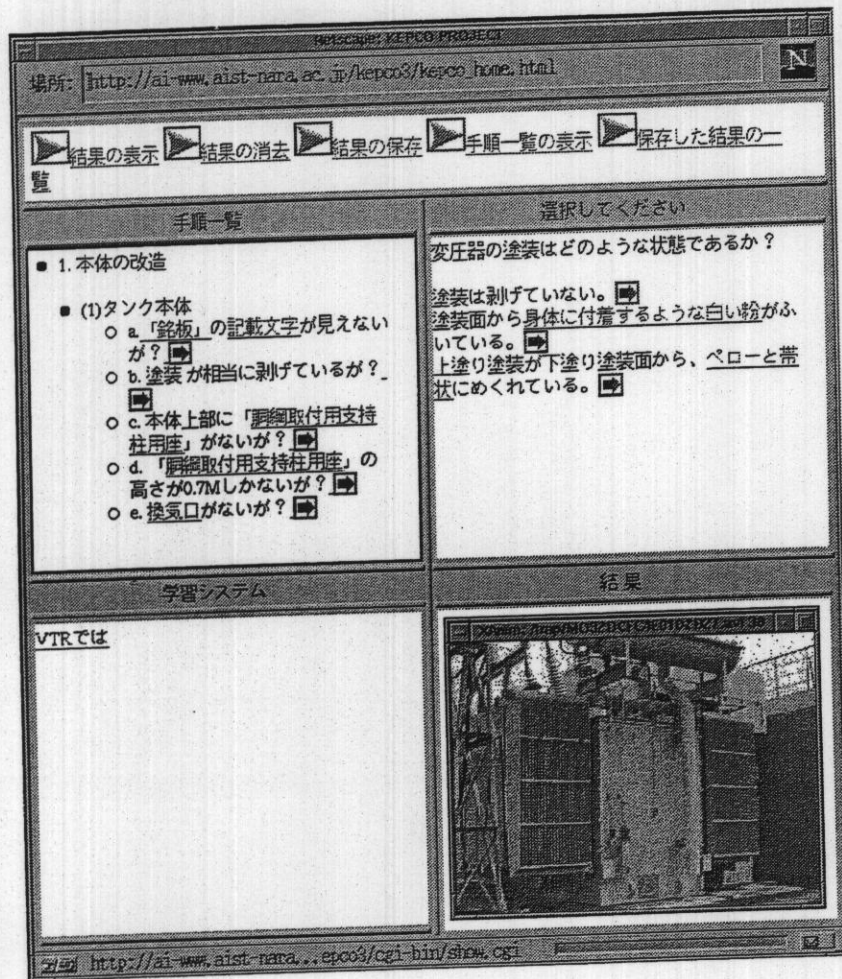 Netscape: KEPCO PROJECT
場所: http://ai-www.aist-nara.ac.jp/kepco3/kepco_home.html
N
結果の表示 結果の消去 結果の保存 手順一覧の表示 保存した結果の一
覧
手順一覧
1. 本体の改造
(1)タンク本体
a.「銘板」の記載文字が見えない
が？
b. 塗装 が相当に剥げているが？
c. 本体上部に「胴綱取付用支持
柱用座」がないが？
d. 「胴綱取付用支持柱用座」の
高さが0.7Mしかないが？
e. 換気口がないが？
選択してください
変圧器の塗装はどのような状態であるか？
塗装は剥げていない。
塗装面から身体に付着するような白い粉がふ
いている。
上塗り塗装が下塗り塗装面から、ペローと帯
状にめくれている。
学習システム
VTRでは
結果
XAnim:
http://ai-www.aist-nara...epco3/cgi-bin/show.cgi